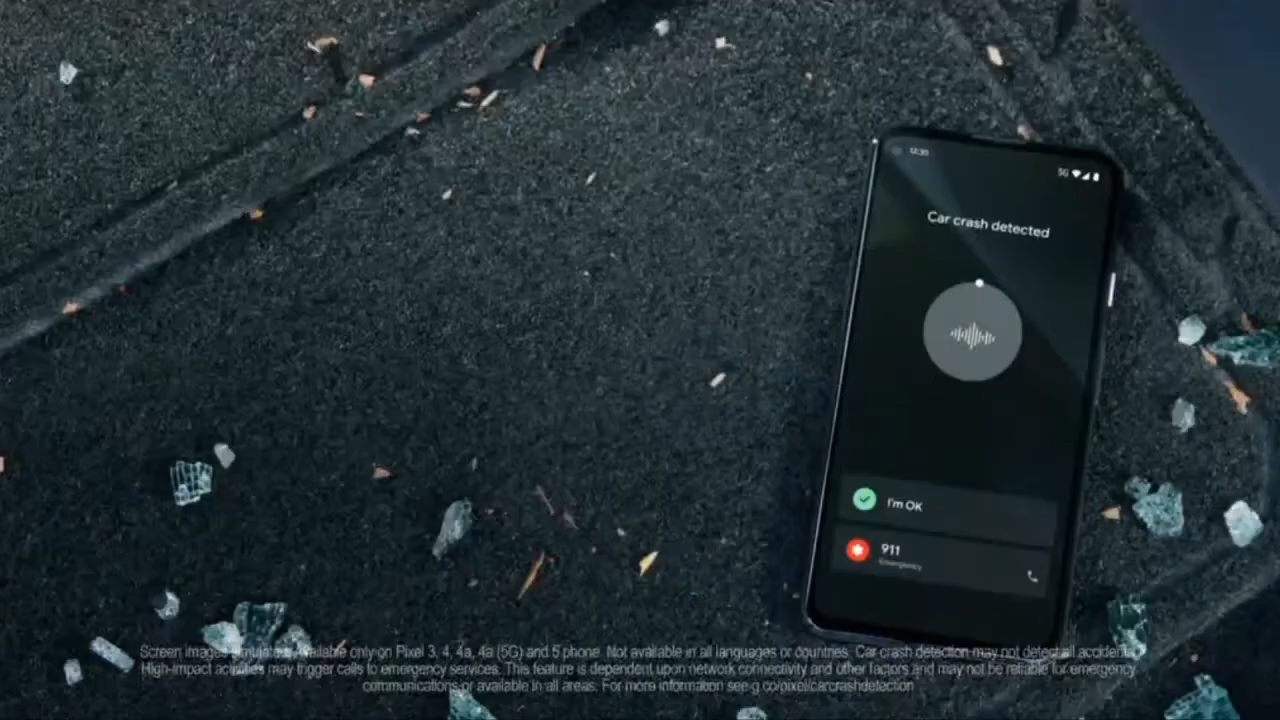 12:30
5G
Car crash detected
I'm OK
911
Emergency
Screen images simulated. Available only on Pixel 3, 4, 4a, 4a (5G) and 5 phone. Not available in all languages or countries. Car crash detection may not detect all accidents.
High-impact activities may trigger calls to emergency services. This feature is dependent upon network connectivity and other factors and may not be reliable for emergency
communications or available in all areas. For more information see g.co/pixel/carcrashdetection